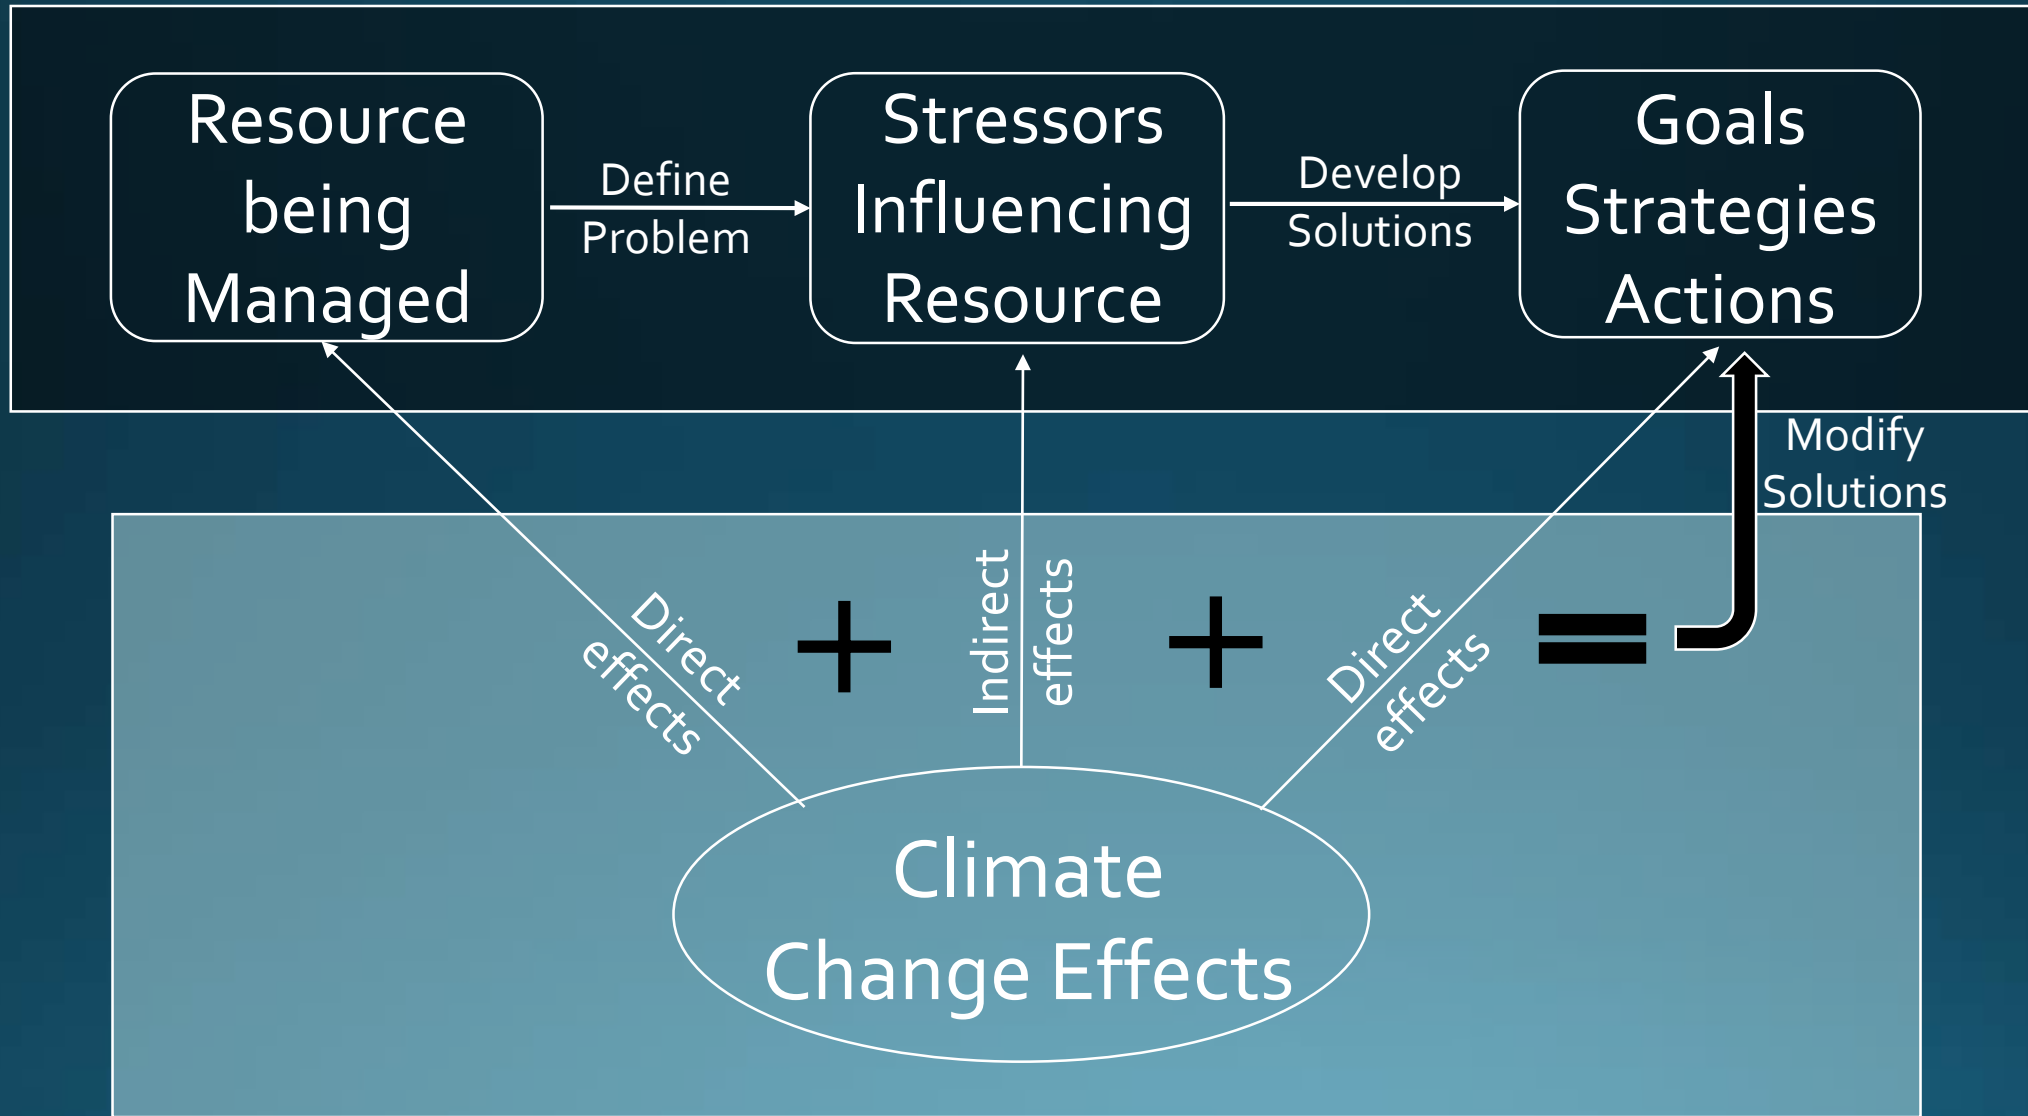 Resource
being
Managed
Define
Problem
Stressors
Influencing
Resource
Develop
Solutions
Goals
Strategies
Actions
Modify
Solutions
Direct
effects
+
Indirect
effects
+
Direct
effects
=
Climate
Change Effects